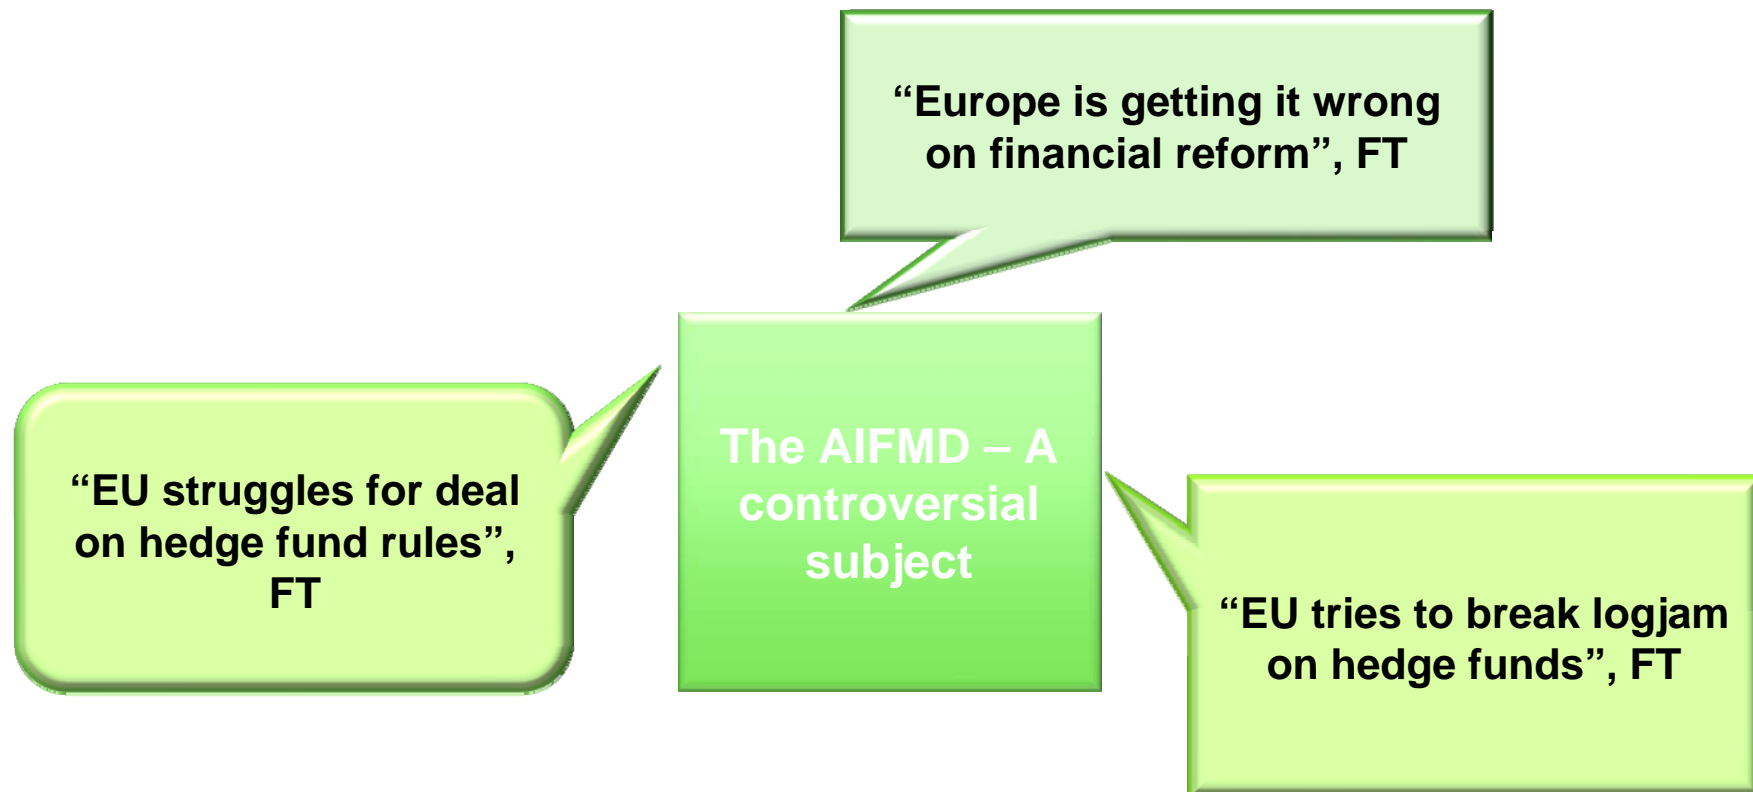 “Europe is getting it wrong
on financial reform”, FT
“EU struggles for deal
on hedge fund rules”,
FT
The AIFMD – A
controversial
subject
“EU tries to break logjam
on hedge funds”, FT